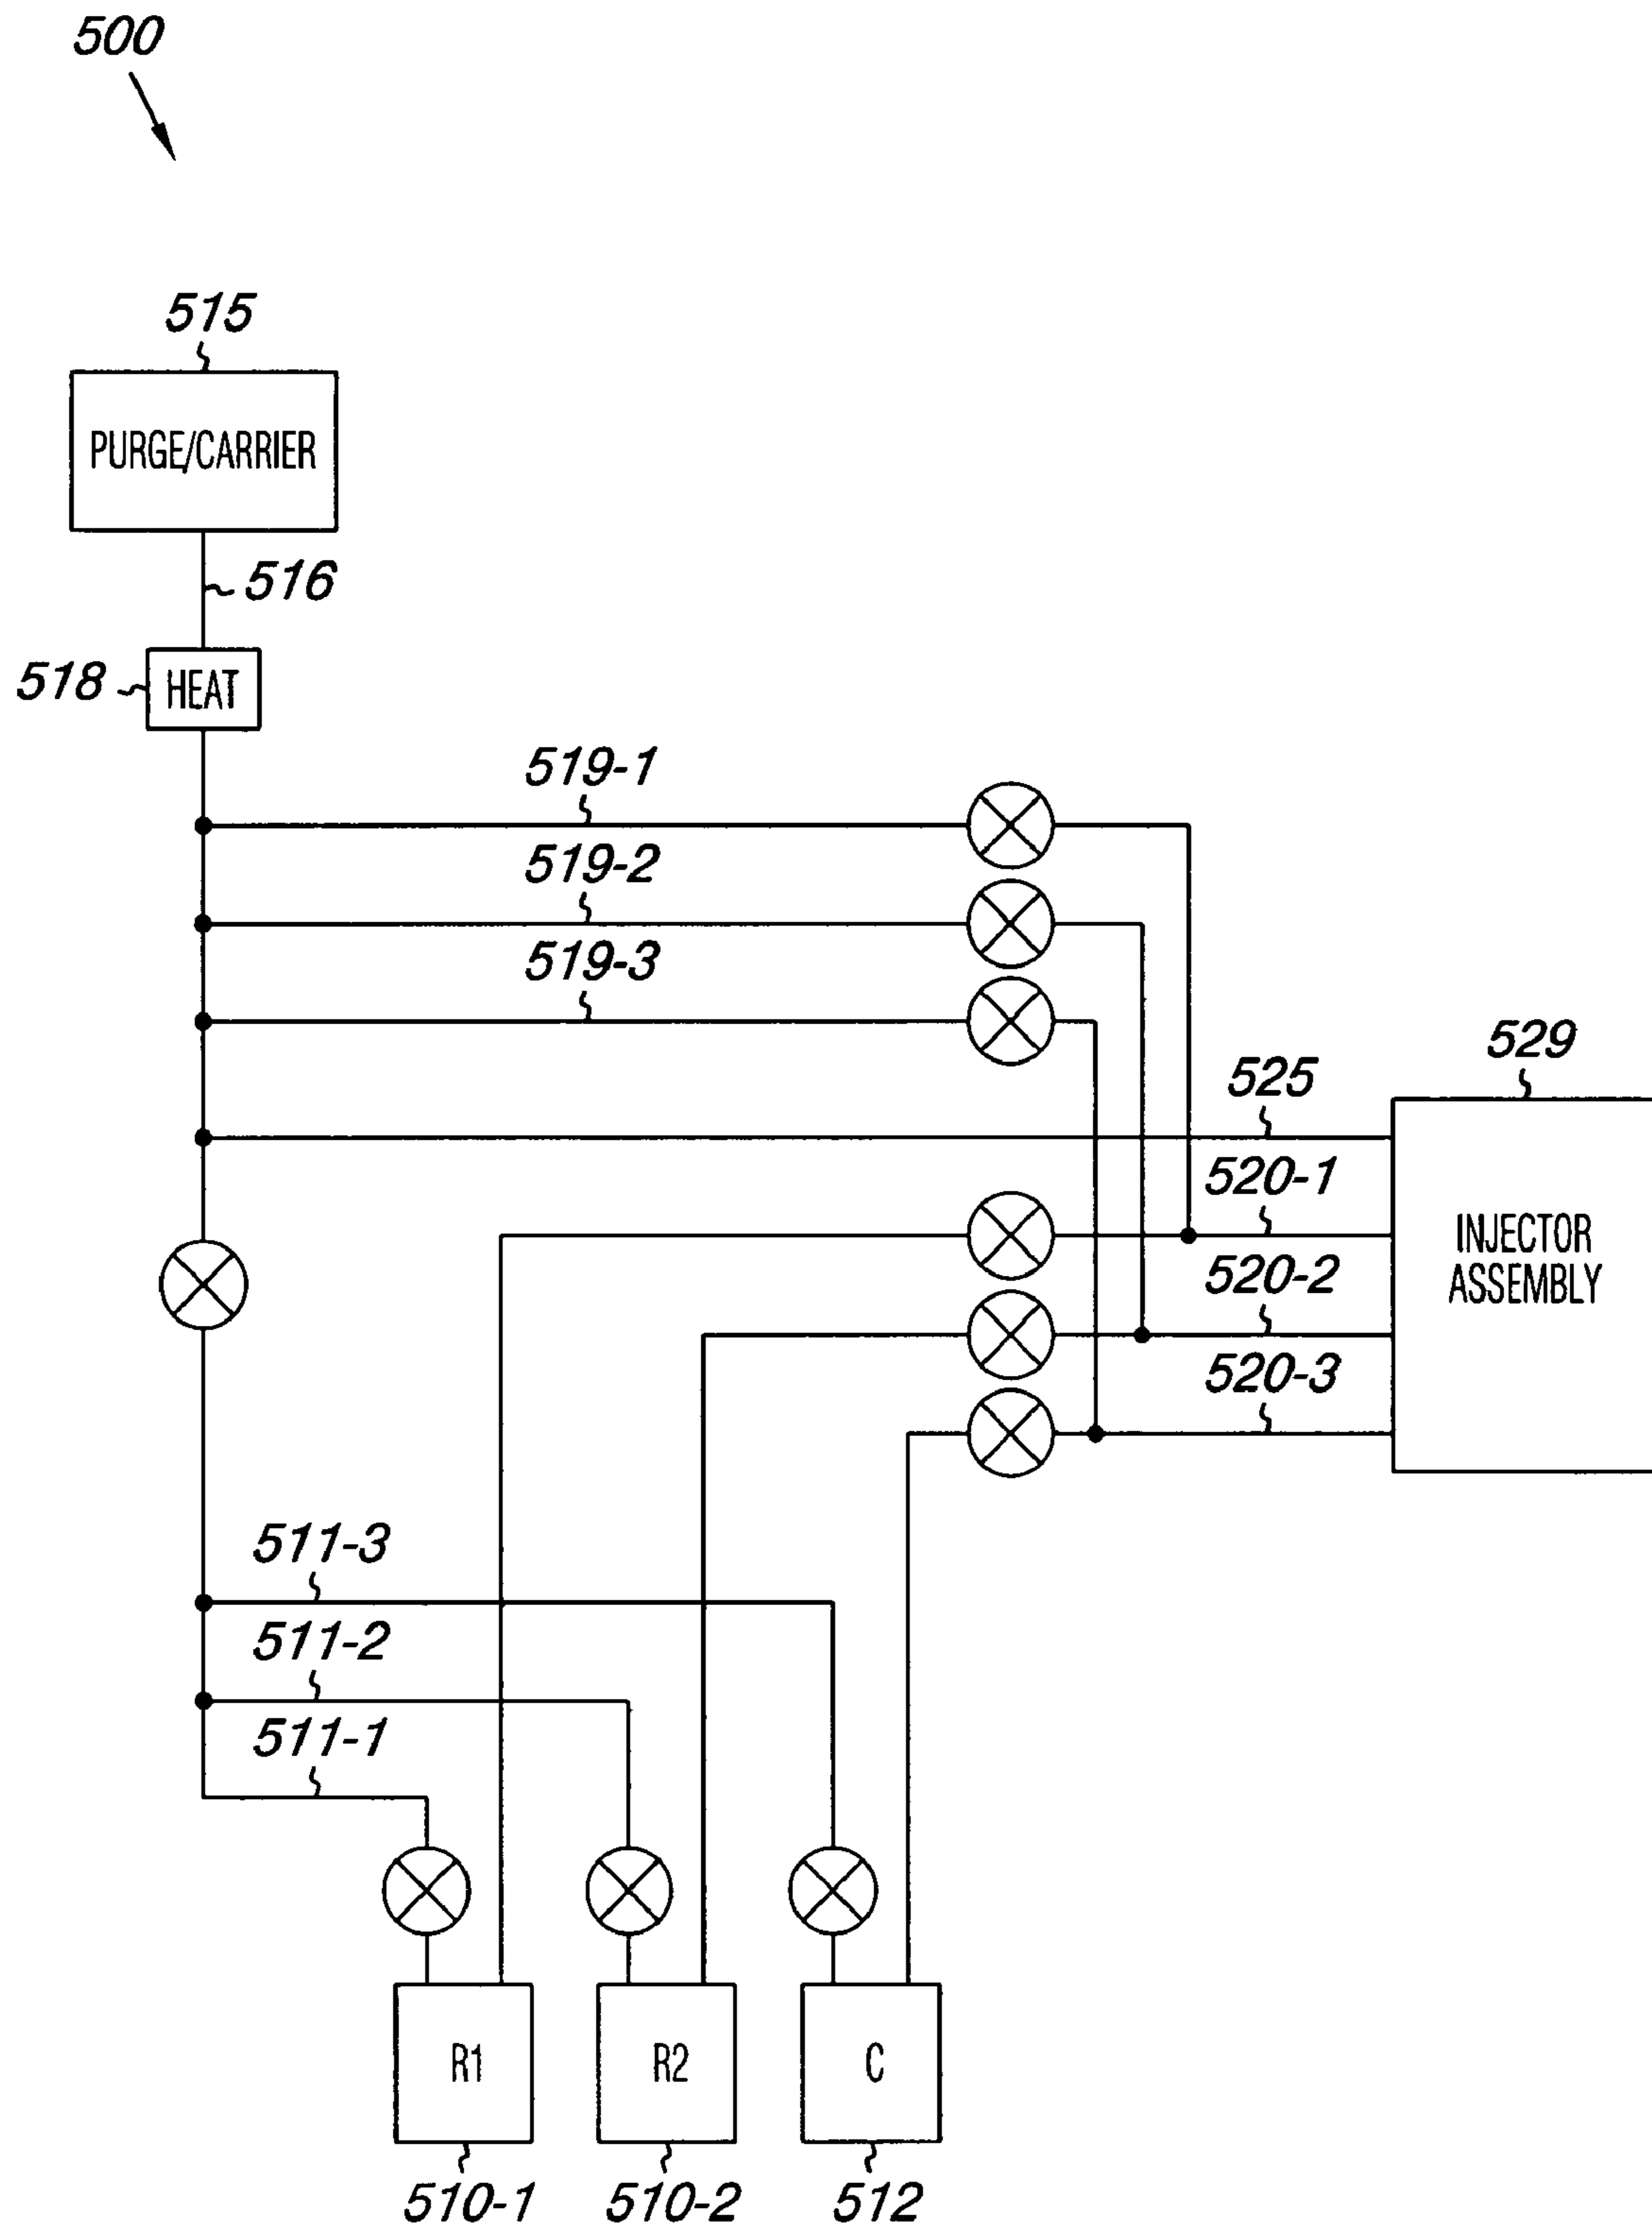 500
515
PURGE/CARRIER
516
518
HEAT
519-1
519-2
519-3
529
525
520-1
INJECTOR
ASSEMBLY
520-2
520-3
511-3
511-2
511-1
R1
R2
C
510-1
510-2
512